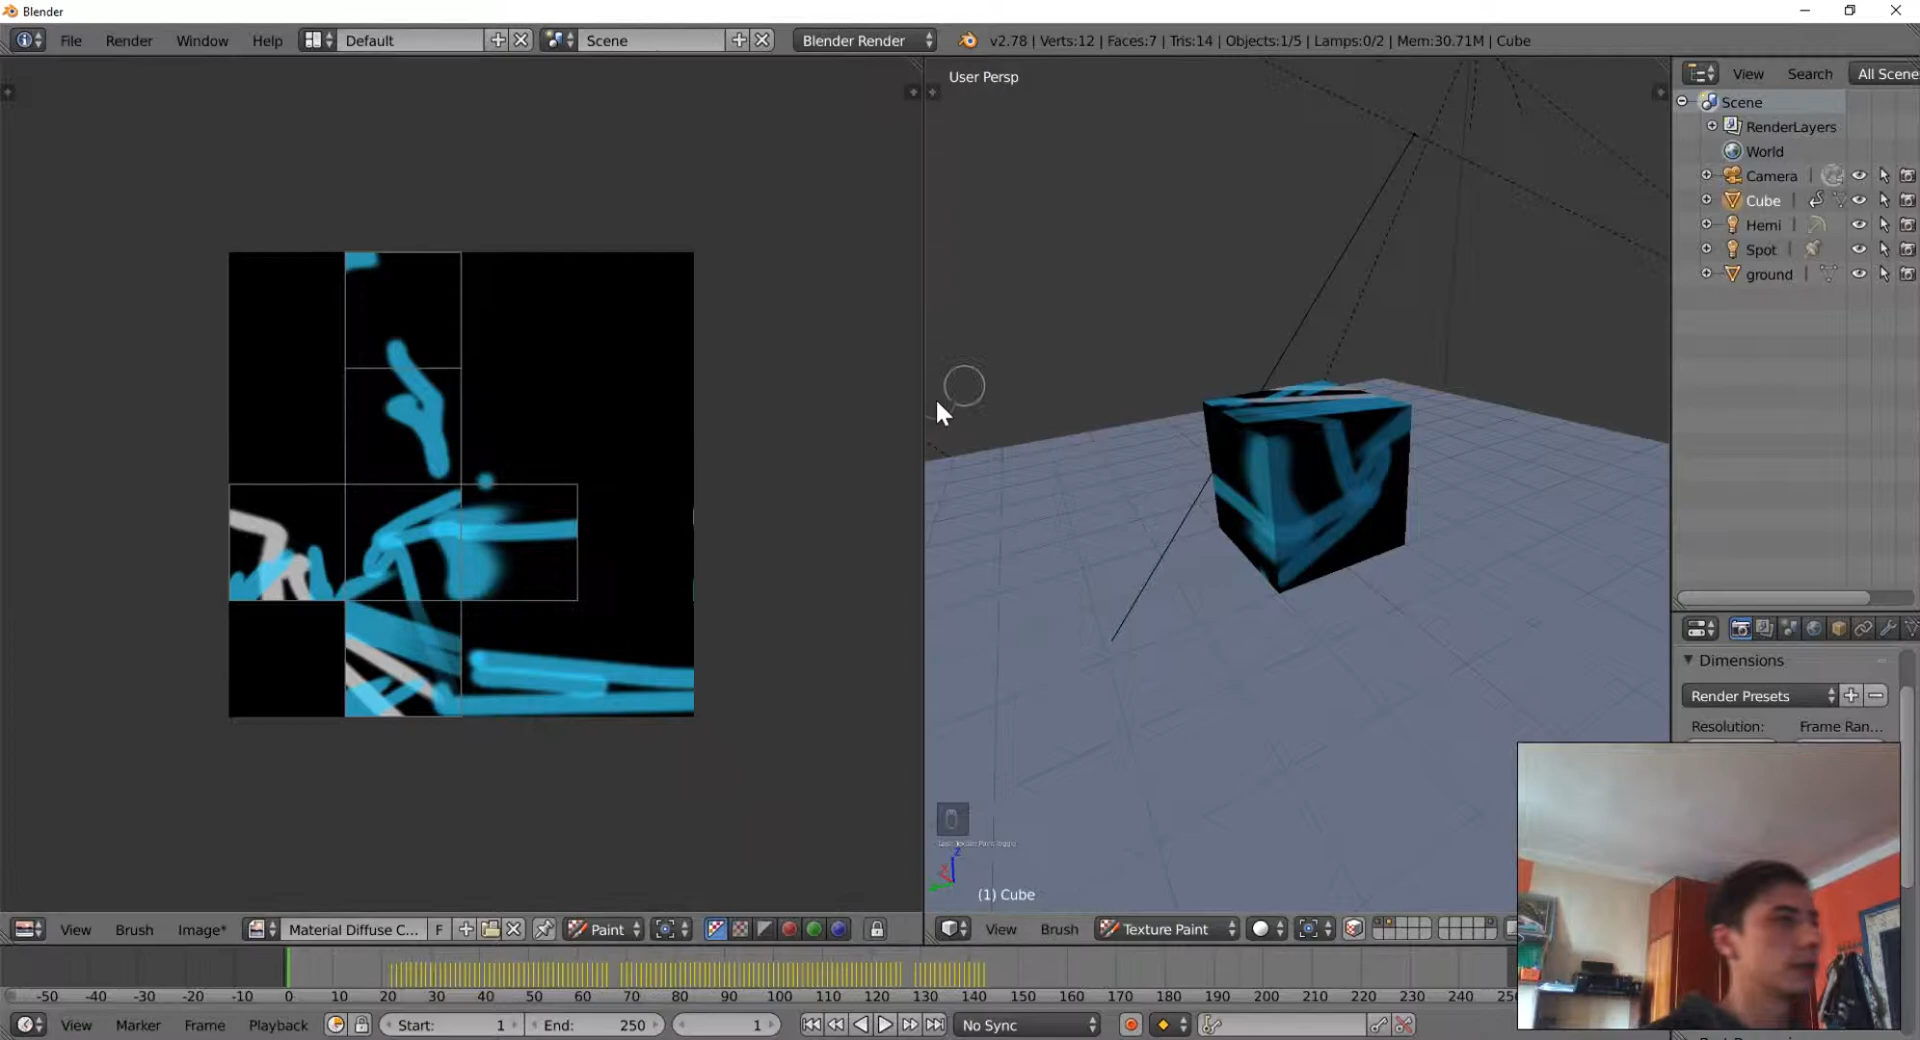 Blender
File Render Window Help Default Scene Blender Render v2.78 | Verts:12 | Faces:7 | Tris:14 | Objects:1/5 | Lamps:0/2 | Mem:30.71M | Cube
User Persp
View Search All Scene
Scene
RenderLayers
World
Camera
Cube
Hemi
Spot
ground
Dimensions
Render Presets
Resolution: Frame Ran...
(1) Cube
View Brush Image* Material Diffuse C... F Paint
View Brush Texture Paint
-50 -40 -30 -20 -10 0 10 20 30 40 50 60 70 80 90 100 110 120 130 140 150 160 170 180 190 200 210 220 230 240
View Marker Frame Playback Start: 1 End: 250 1 No Sync